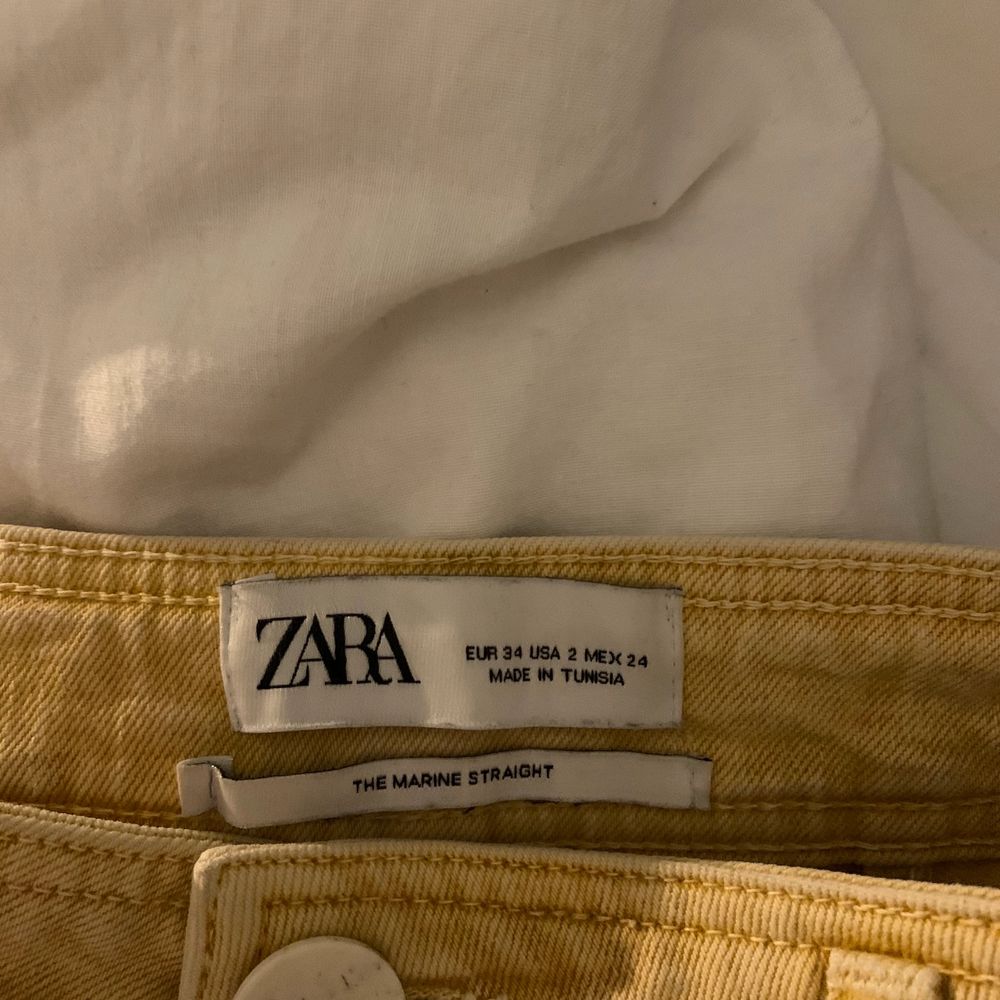 ZARA
EUR 34 USA 2 MEX 24
MADE IN TUNISIA
THE MARINE STRAIGHT